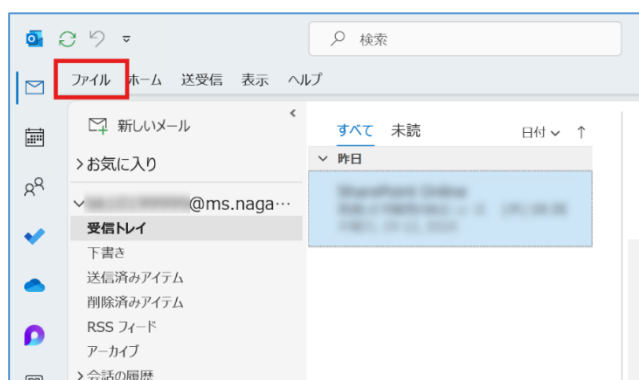 検索
ファイル ホーム 送受信 表示 ヘルプ
新しいメール
すべて 未読 日付
お気に入り
昨日
@ms.naga…
受信トレイ
下書き
送信済みアイテム
削除済みアイテム
RSS フィード
アーカイブ
会話の履歴